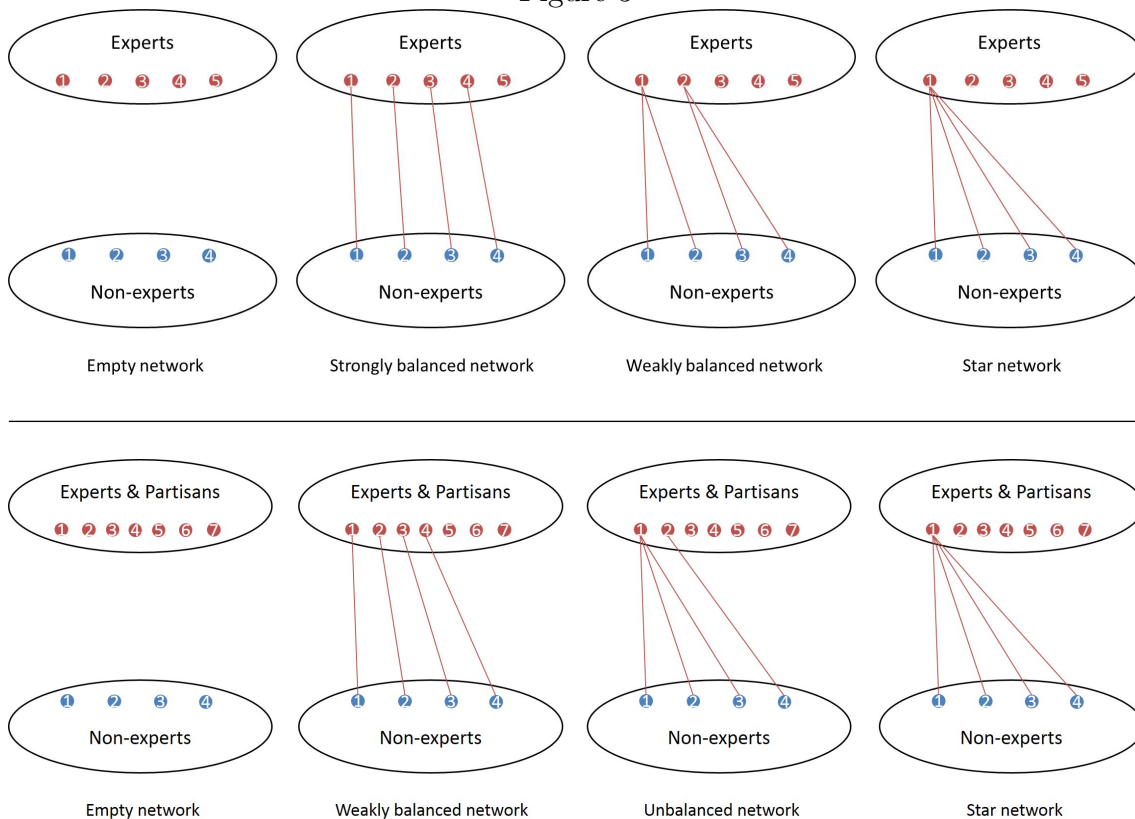 Experts Experts Experts Experts
1 2 3 4 5 1 2 3 4 5 1 2 3 4 5 1 2 3 4 5
1 2 3 4 1 2 3 4 1 2 3 4 1 2 3 4
Non-experts Non-experts Non-experts Non-experts
Empty network Strongly balanced network Weakly balanced network Star network
Experts & Partisans Experts & Partisans Experts & Partisans Experts & Partisans
1 2 3 4 5 6 7 1 2 3 4 5 6 7 1 2 3 4 5 6 7 1 2 3 4 5 6 7
1 2 3 4 1 2 3 4 1 2 3 4 1 2 3 4
Non-experts Non-experts Non-experts Non-experts
Empty network Weakly balanced network Unbalanced network Star network